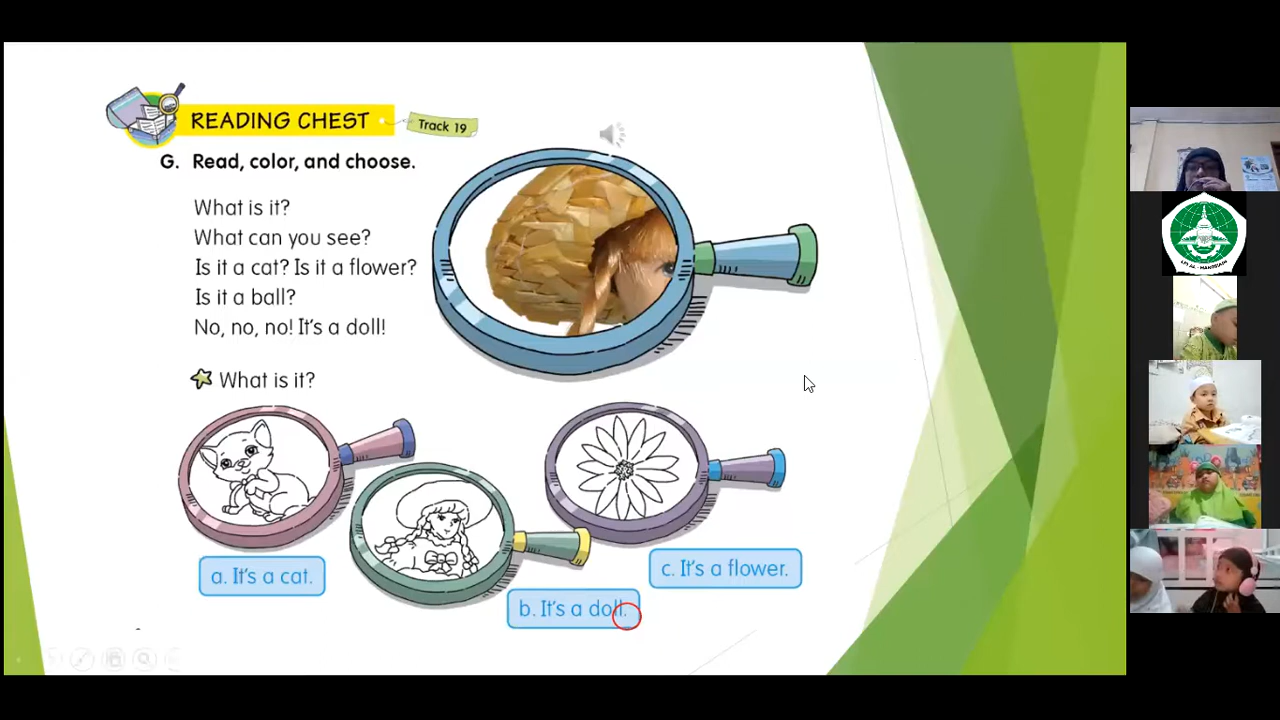 READING CHEST
Track 19
G. Read, color, and choose.
What is it?
What can you see?
Is it a cat? Is it a flower?
Is it a ball?
No, no, no! It's a doll!
What is it?
a. It's a cat.
b. It's a doll.
c. It's a flower.